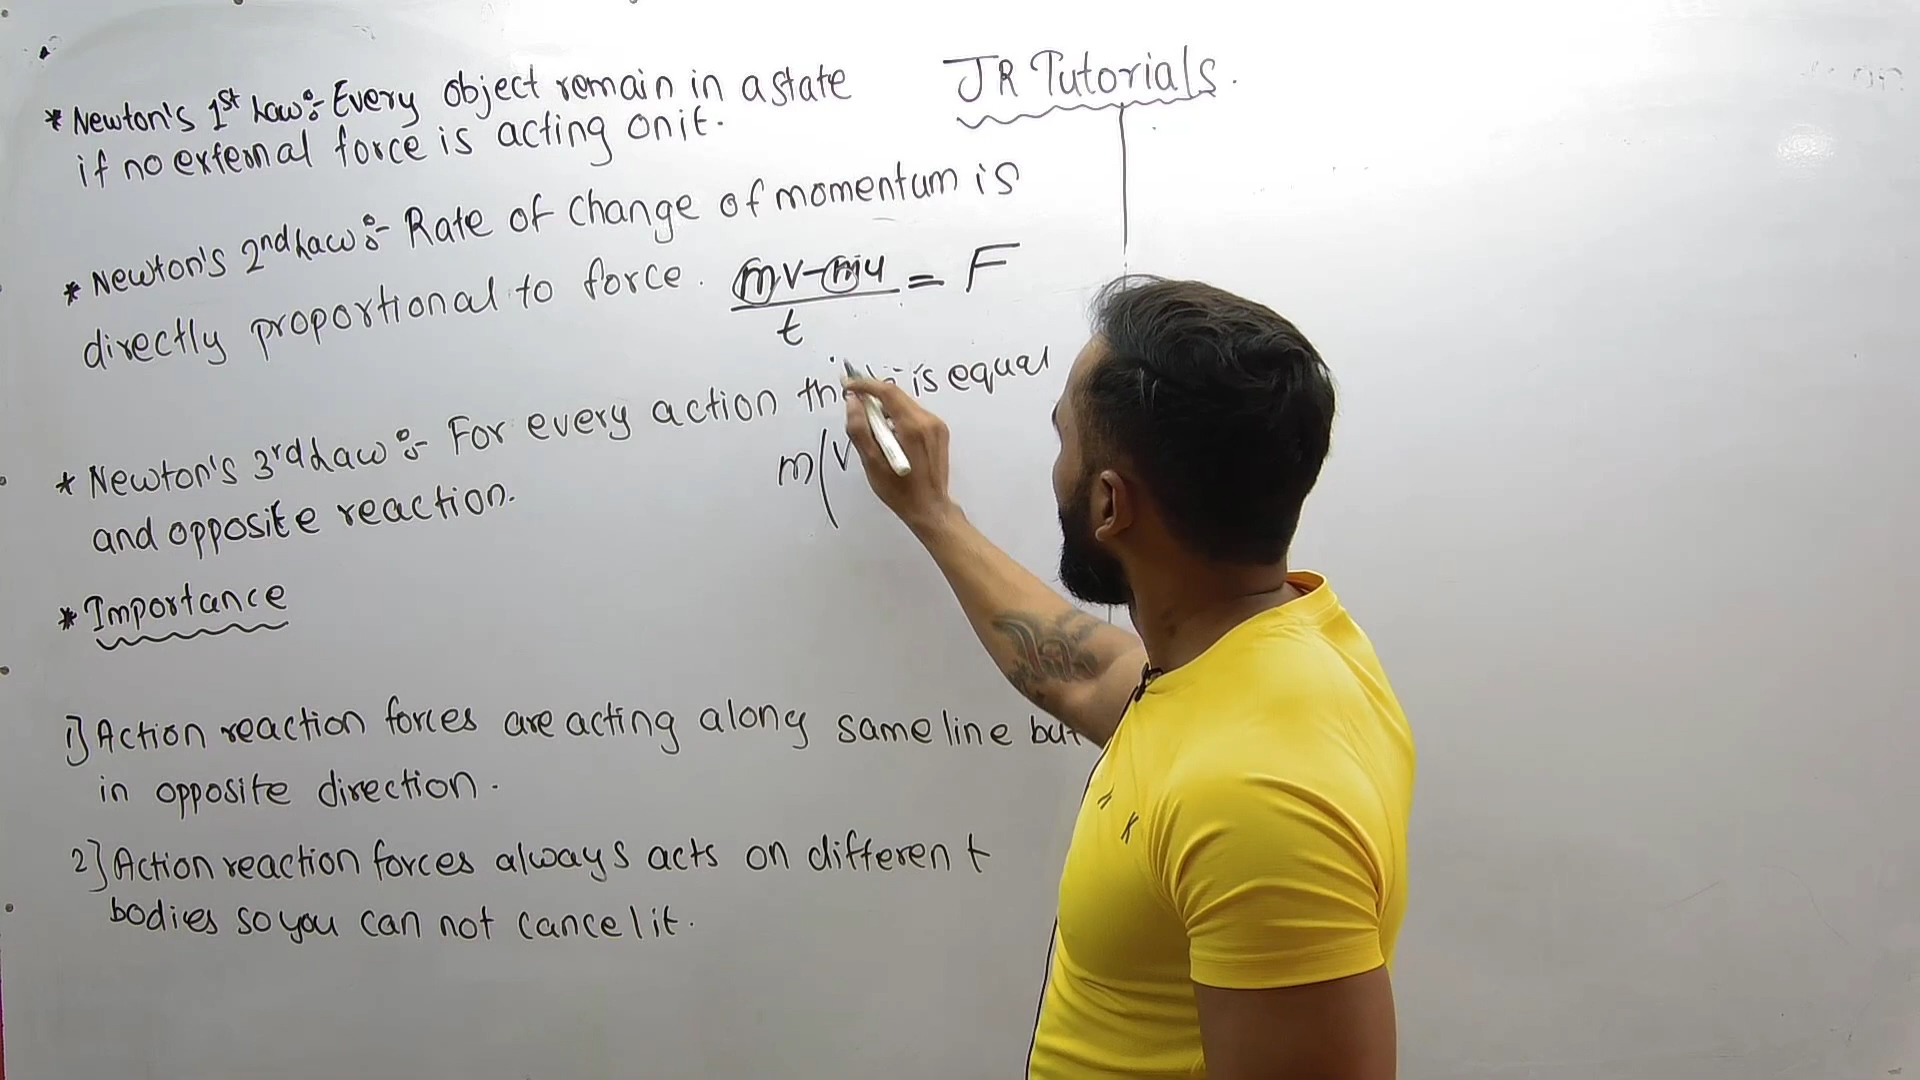 * Newton's 1st Law:- Every object remain in a state
if no external force is acting on it.
JR Tutorials.
* Newton's 2nd Law:- Rate of change of momentum is
directly proportional to force. mv-mu = F
t
* Newton's 3rd Law:- For every action is equal
and opposite reaction.
m(v
* Importance
1] Action reaction forces are acting along same line but
in opposite direction.
2] Action reaction forces always acts on different
bodies so you can not cancel it.